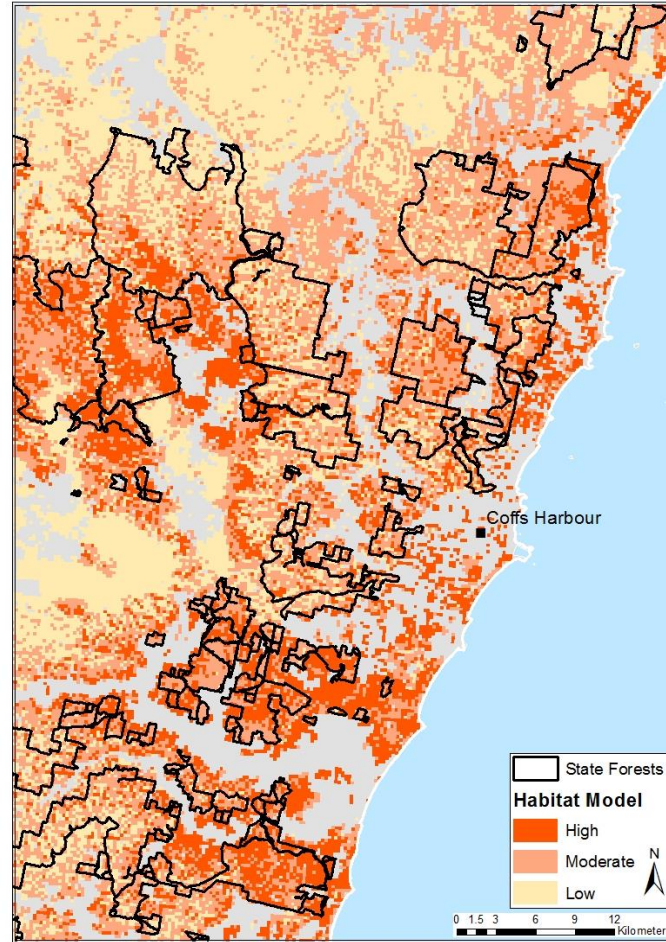 Coffs Harbour
State Forests
Habitat Model
High
Moderate
Low
N
0 1.5 3 6 9 12
Kilometer